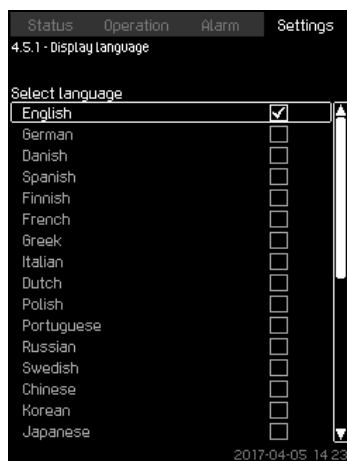 Status Operation Alarm Settings
4.5.1 - Display language
Select language
English
German
Danish
Spanish
Finnish
French
Greek
Italian
Dutch
Polish
Portuguese
Russian
Swedish
Chinese
Korean
Japanese
2017-04-05 14:23